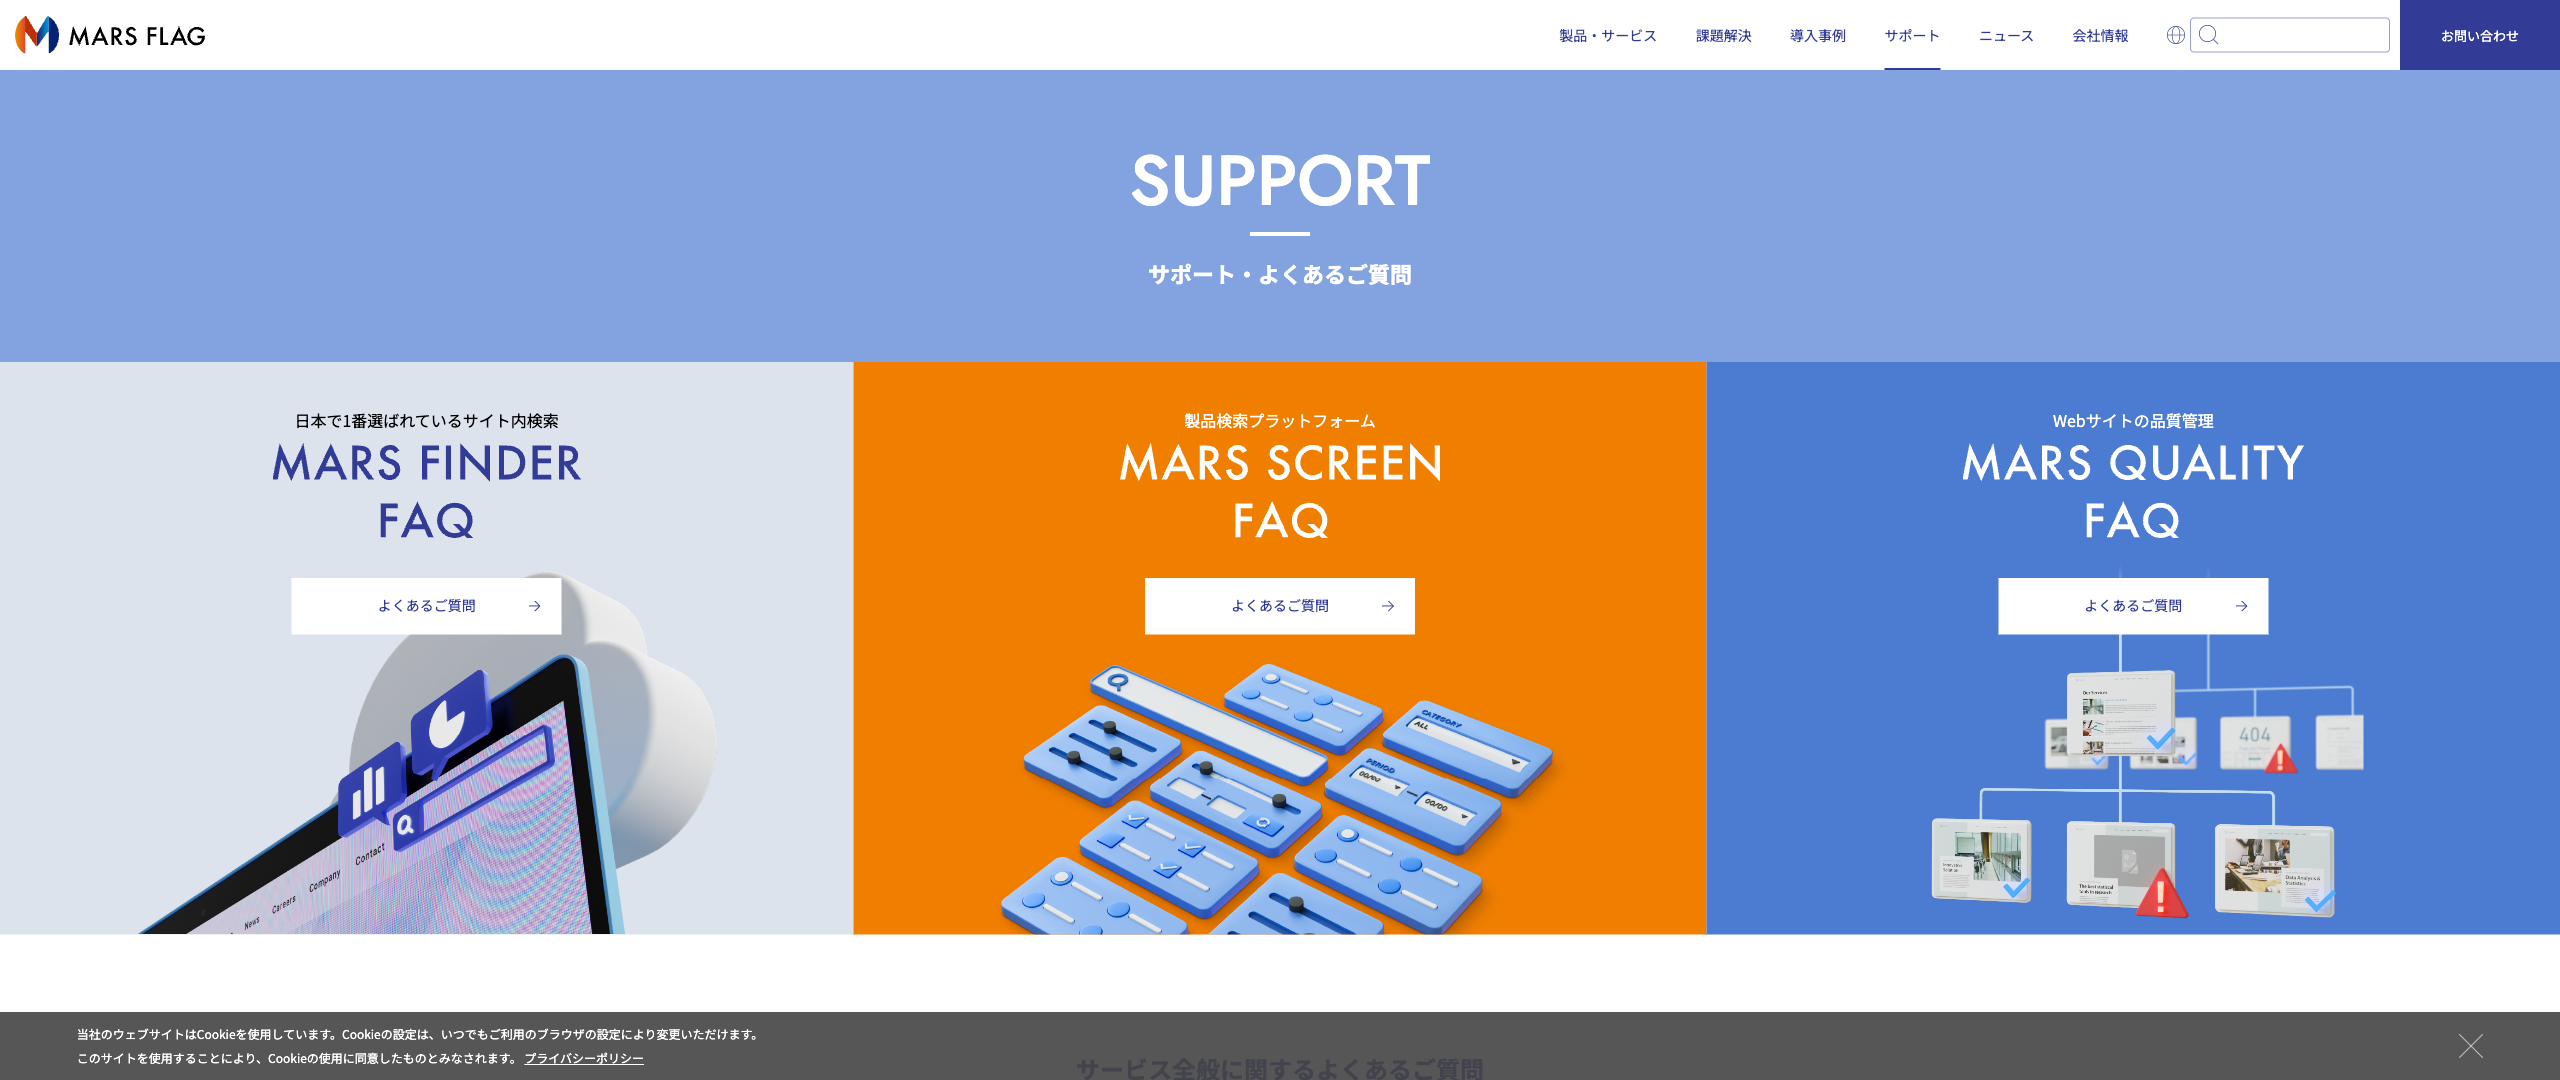 MARS FLAG
製品・サービス
課題解決
導入事例
サポート
ニュース
会社情報
お問い合わせ
SUPPORT
サポート・よくあるご質問
日本で1番選ばれているサイト内検索
MARS FINDER
FAQ
よくあるご質問
News
Careers
Company
Contact
製品検索プラットフォーム
MARS SCREEN
FAQ
よくあるご質問
CATEGORY
ALL
PERIOD
00/00
00/00
Webサイトの品質管理
MARS QUALITY
FAQ
よくあるご質問
Our Services
404
Innovative
Solution
The best statical
tools in research
Data Analysis &
Statistics
当社のウェブサイトはCookieを使用しています。Cookieの設定は、いつでもご利用のブラウザの設定により変更いただけます。
このサイトを使用することにより、Cookieの使用に同意したものとみなされます。 プライバシーポリシー
サービス全般に関するよくあるご質問